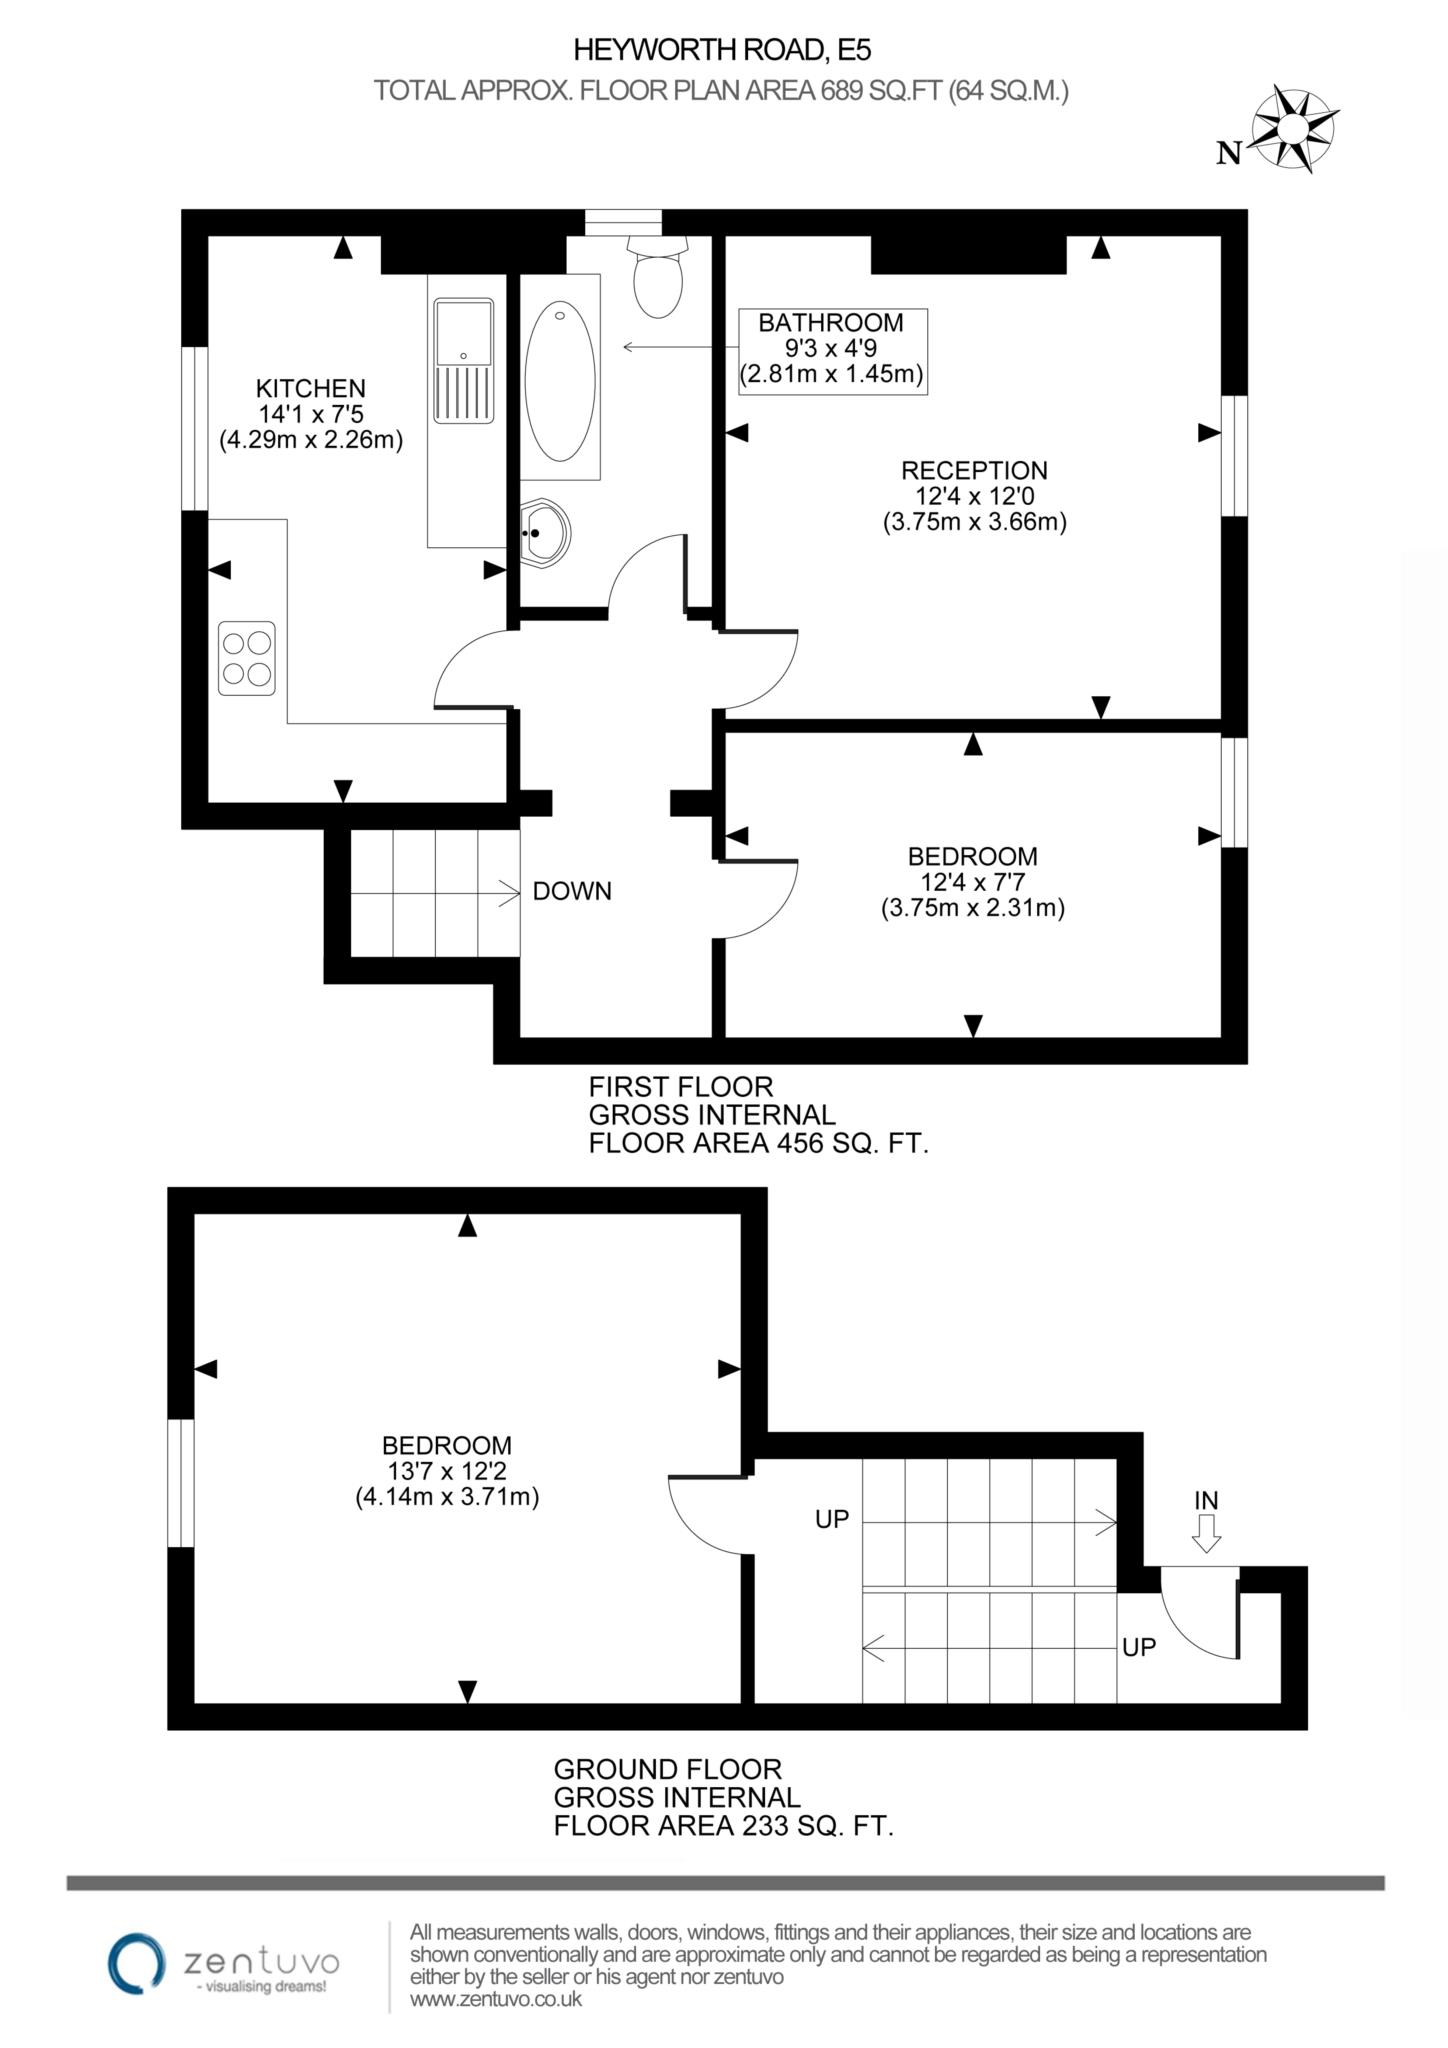 HEYWORTH ROAD, E5
TOTAL APPROX. FLOOR PLAN AREA 689 SQ.FT (64 SQ.M.)
N
BATHROOM
9'3 x 4'9
(2.81m x 1.45m)
KITCHEN
14'1 x 7'5
(4.29m x 2.26m)
RECEPTION
12'4 x 12'0
(3.75m x 3.66m)
BEDROOM
12'4 x 7'7
(3.75m x 2.31m)
DOWN
FIRST FLOOR
GROSS INTERNAL
FLOOR AREA 456 SQ. FT.
BEDROOM
13'7 x 12'2
(4.14m x 3.71m)
UP
IN
UP
GROUND FLOOR
GROSS INTERNAL
FLOOR AREA 233 SQ. FT.
zentuvo
- visualising dreams!
All measurements walls, doors, windows, fittings and their appliances, their size and locations are
shown conventionally and are approximate only and cannot be regarded as being a representation
either by the seller or his agent nor zentuvo
www.zentuvo.co.uk